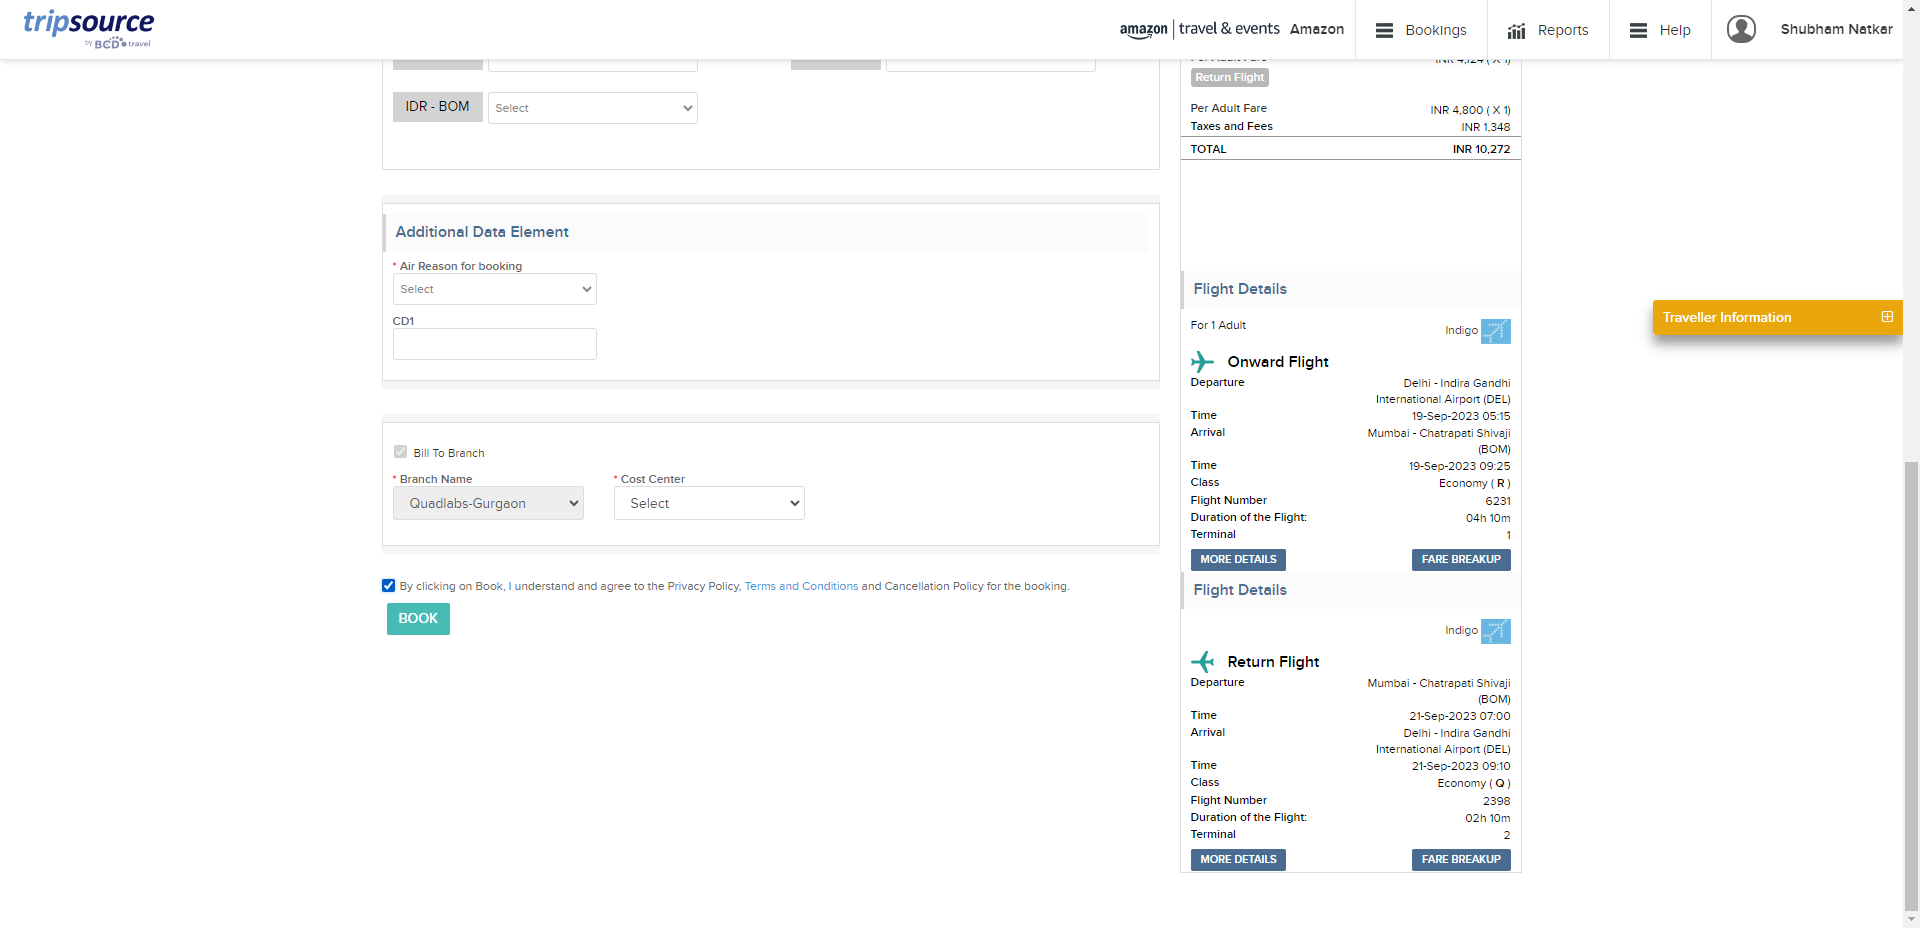 tripsource
by BCD travel
amazon | travel & events Amazon
Bookings
Reports
Help
Shubham Natkar
IDR - BOM
Select
Additional Data Element
* Air Reason for booking
Select
CD1
Bill To Branch
* Branch Name
* Cost Center
Quadlabs-Gurgaon
Select
By clicking on Book, I understand and agree to the Privacy Policy, Terms and Conditions and Cancellation Policy for the booking.
BOOK
Per Adult Fare INR 4,124 ( X 1)
Return Flight
Per Adult Fare INR 4,800 ( X 1)
Taxes and Fees INR 1,348
TOTAL INR 10,272
Flight Details
For 1 Adult Indigo
Onward Flight
Departure Delhi - Indira Gandhi
International Airport (DEL)
Time 19-Sep-2023 05:15
Arrival Mumbai - Chatrapati Shivaji
(BOM)
Time 19-Sep-2023 09:25
Class Economy ( R )
Flight Number 6231
Duration of the Flight: 04h 10m
Terminal 1
MORE DETAILS FARE BREAKUP
Flight Details
Indigo
Return Flight
Departure Mumbai - Chatrapati Shivaji
(BOM)
Time 21-Sep-2023 07:00
Arrival Delhi - Indira Gandhi
International Airport (DEL)
Time 21-Sep-2023 09:10
Class Economy ( Q )
Flight Number 2398
Duration of the Flight: 02h 10m
Terminal 2
MORE DETAILS FARE BREAKUP
Traveller Information